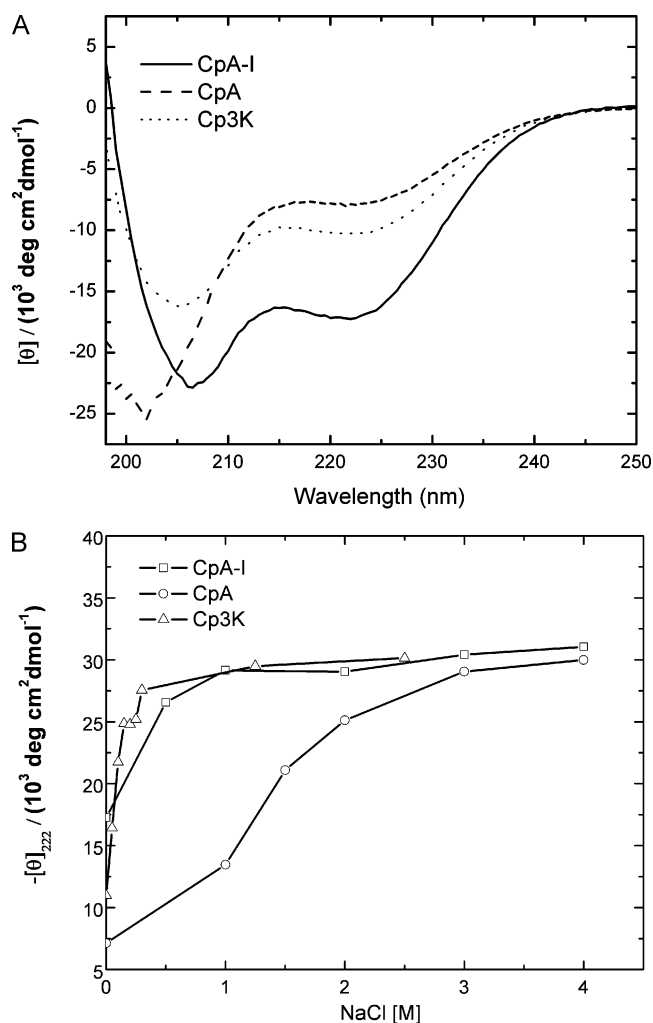 A
CpA-I
CpA
Cp3K
5
0
-5
-10
-15
-20
-25
[θ] / (10³ deg cm²dmol⁻¹)
200 210 220 230 240 250
Wavelength (nm)
B
CpA-I
CpA
Cp3K
40
35
30
25
20
15
10
5
-[θ]₂₂₂ / (10³ deg cm²dmol⁻¹)
0 1 2 3 4
NaCl [M]